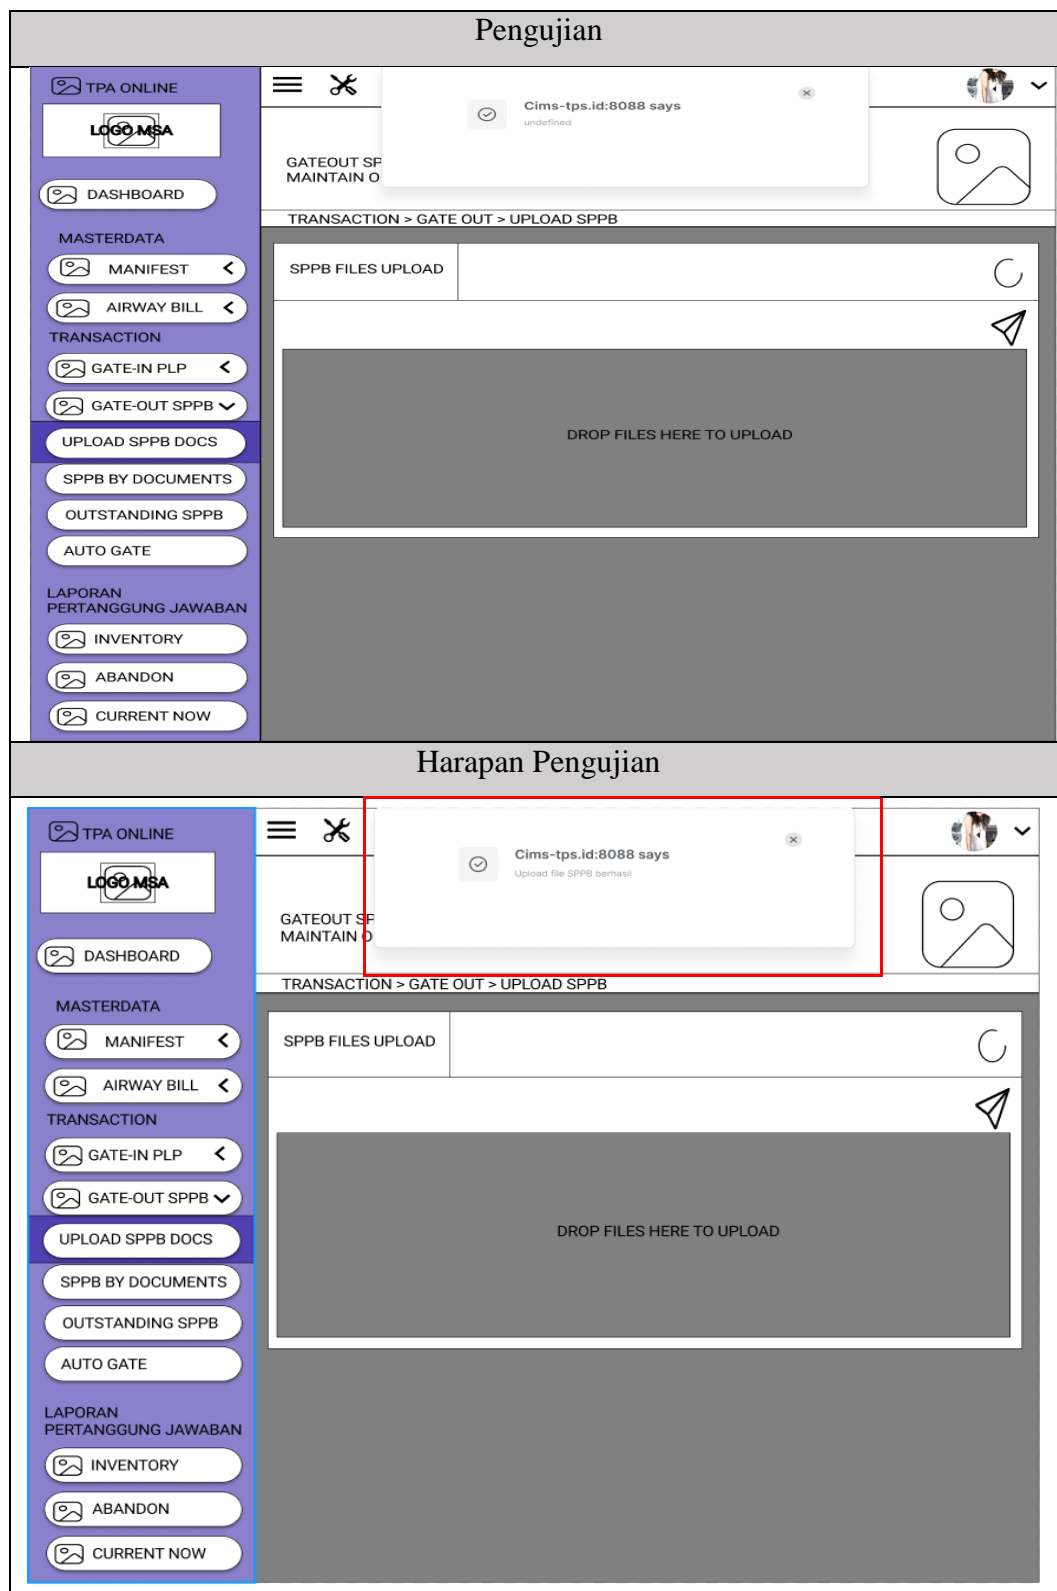 Pengujian
TPA ONLINE
LOGO MSA
DASHBOARD
MASTERDATA
MANIFEST
AIRWAY BILL
TRANSACTION
GATE-IN PLP
GATE-OUT SPPB
UPLOAD SPPB DOCS
SPPB BY DOCUMENTS
OUTSTANDING SPPB
AUTO GATE
LAPORAN
PERTANGGUNG JAWABAN
INVENTORY
ABANDON
CURRENT NOW
Cims-tps.id:8088 says
undefined
GATEOUT SP
MAINTAIN O
TRANSACTION > GATE OUT > UPLOAD SPPB
SPPB FILES UPLOAD
DROP FILES HERE TO UPLOAD
Harapan Pengujian
TPA ONLINE
LOGO MSA
DASHBOARD
MASTERDATA
MANIFEST
AIRWAY BILL
TRANSACTION
GATE-IN PLP
GATE-OUT SPPB
UPLOAD SPPB DOCS
SPPB BY DOCUMENTS
OUTSTANDING SPPB
AUTO GATE
LAPORAN
PERTANGGUNG JAWABAN
INVENTORY
ABANDON
CURRENT NOW
Cims-tps.id:8088 says
Upload file SPPB berhasil
GATEOUT SP
MAINTAIN O
TRANSACTION > GATE OUT > UPLOAD SPPB
SPPB FILES UPLOAD
DROP FILES HERE TO UPLOAD